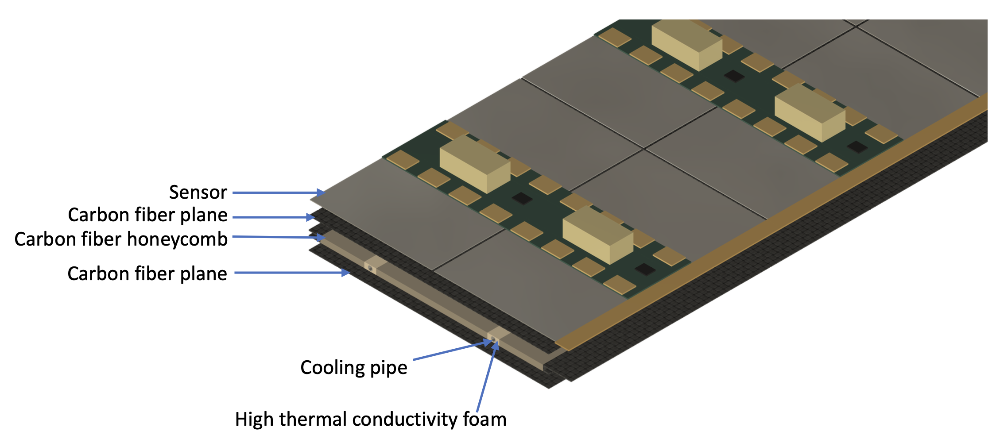 Sensor
Carbon fiber plane
Carbon fiber honeycomb
Carbon fiber plane
Cooling pipe
High thermal conductivity foam